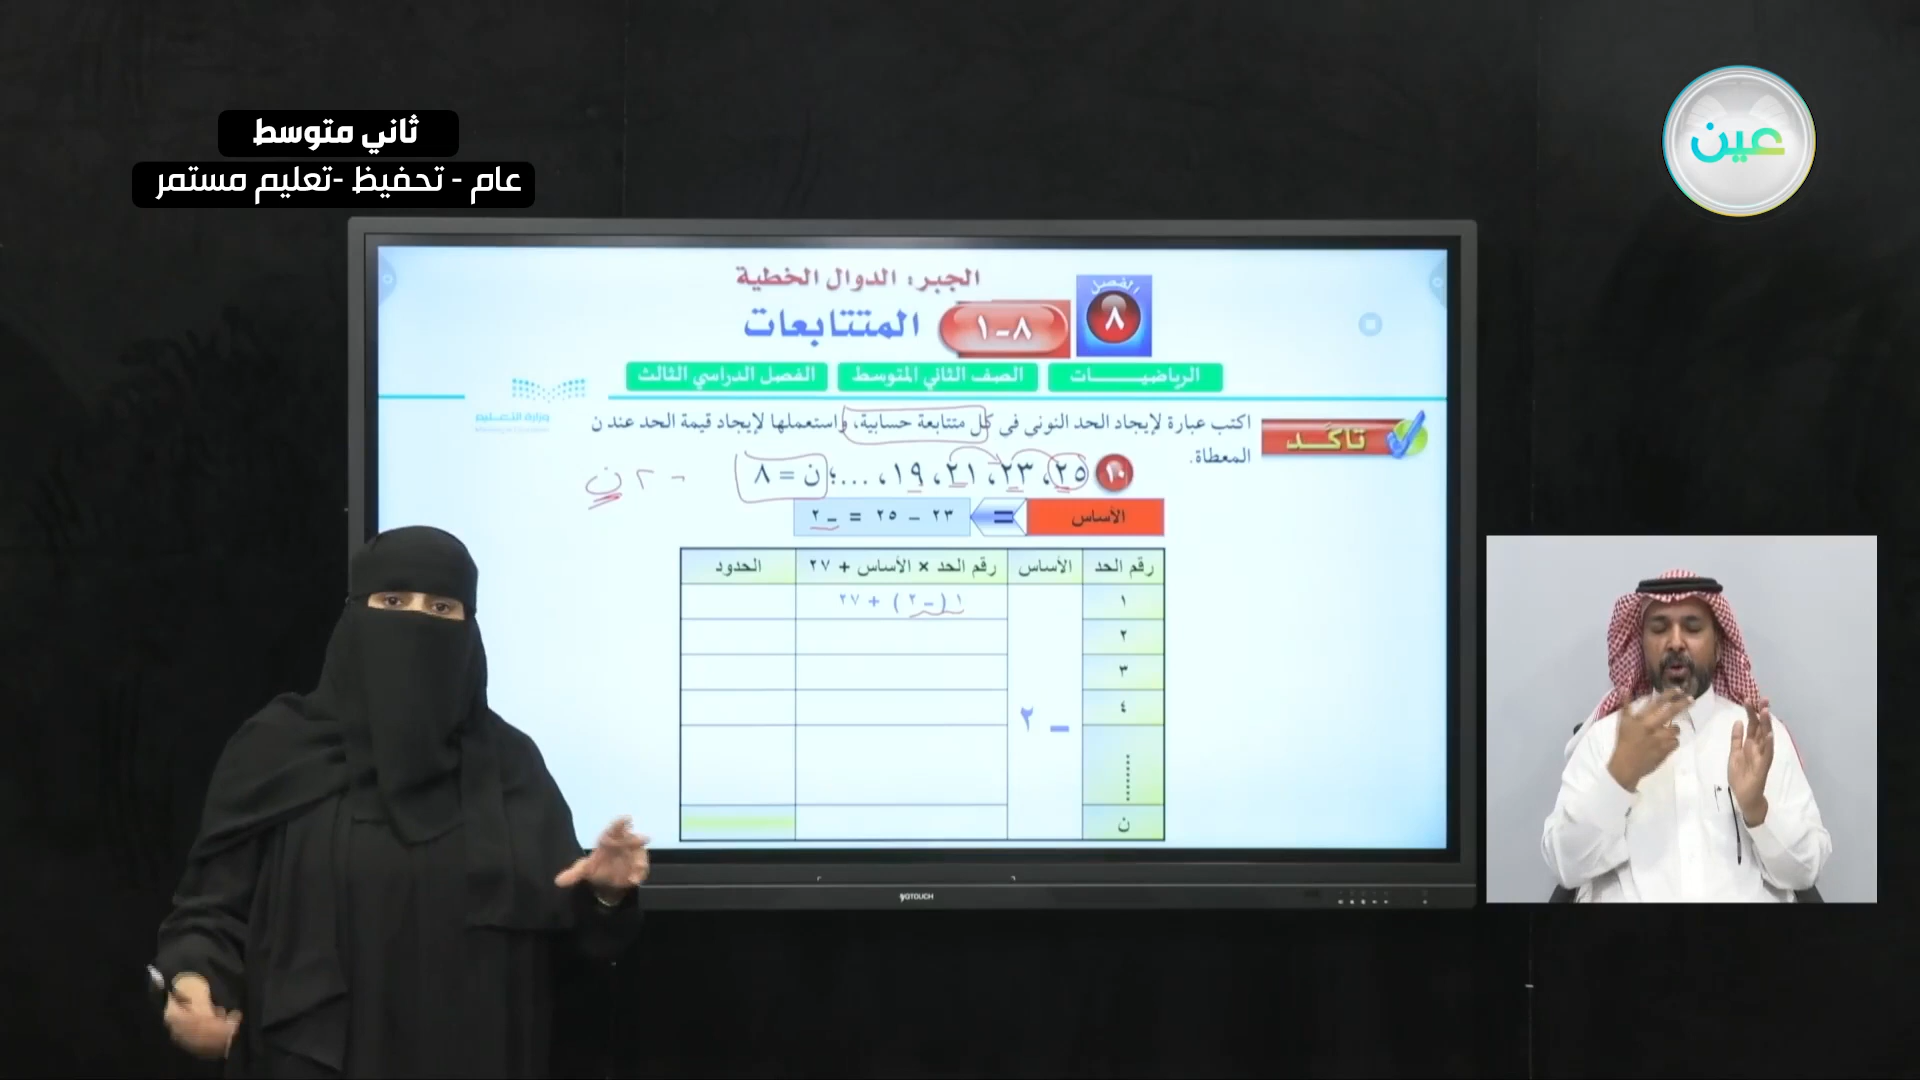 ثاني متوسط
عام - تحفيظ -تعليم مستمر
عين
الجبر: الدوال الخطية
الفصل ٨
٨-١ المتتابعات
الرياضيـــات الصف الثاني المتوسط الفصل الدراسي الثالث
وزارة التعليم
تأكد
اكتب عبارة لإيجاد الحد النوني في كل متتابعة حسابية، واستعملها لإيجاد قيمة الحد عند ن
المعطاة.
١٠ ٢٥، ٢٣، ٢١، ١٩، ...؛ ن = ٨
- ٢ ن
الأساس = ٢٣ – ٢٥ = – ٢
رقم الحد الأساس رقم الحد × الأساس + ٢٧ الحدود
١ ١(– ٢) + ٢٧
٢
٣
٤
– ٢
........
ن